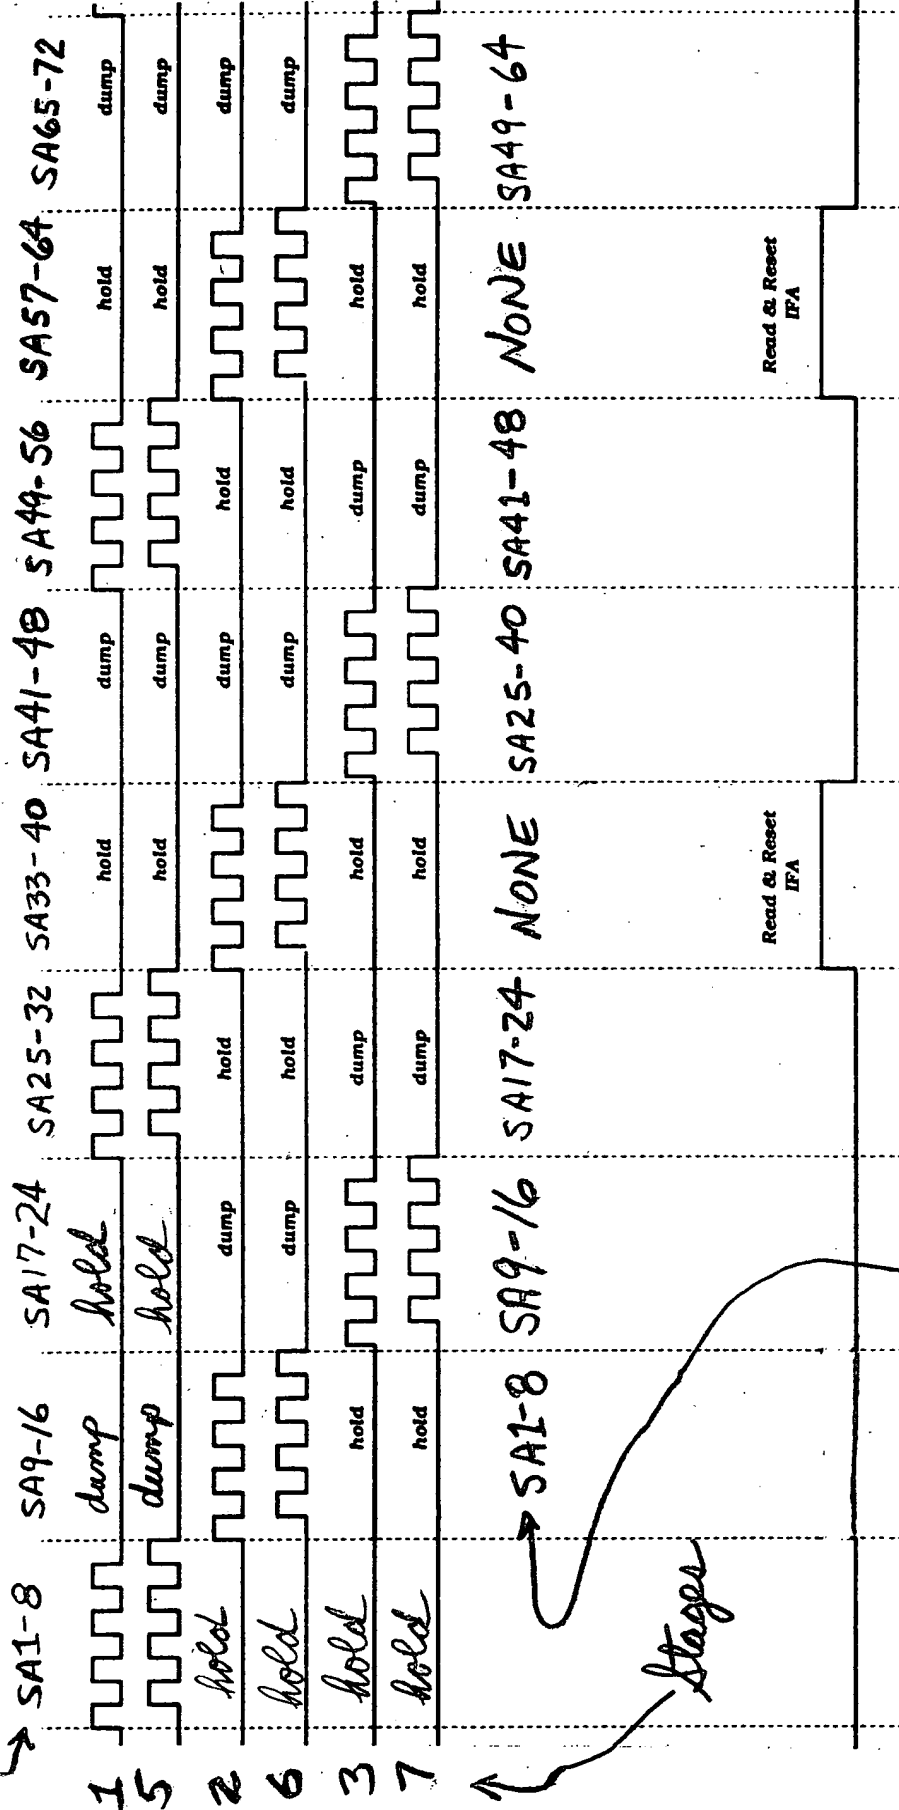 SA1-8 SA9-16 SA17-24 SA25-32 SA33-40 SA41-48 SA49-56 SA57-64 SA65-72
1 dump hold hold dump hold dump
5 dump hold hold dump hold dump
2 hold dump hold dump hold dump
6 hold dump hold dump hold dump
3 hold hold dump hold dump hold
7 hold hold dump hold dump hold
SA1-8 SA9-16 SA17-24 NONE SA25-40 SA41-48 NONE SA49-64
Stages
Read & Reset Read & Reset
IFA IFA